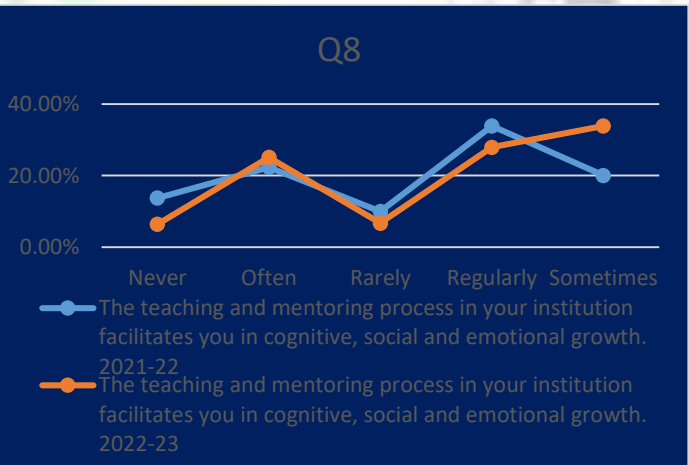 Q8
40.00%
20.00%
0.00%
Never Often Rarely Regularly Sometimes
The teaching and mentoring process in your institution
facilitates you in cognitive, social and emotional growth.
2021-22
The teaching and mentoring process in your institution
facilitates you in cognitive, social and emotional growth.
2022-23